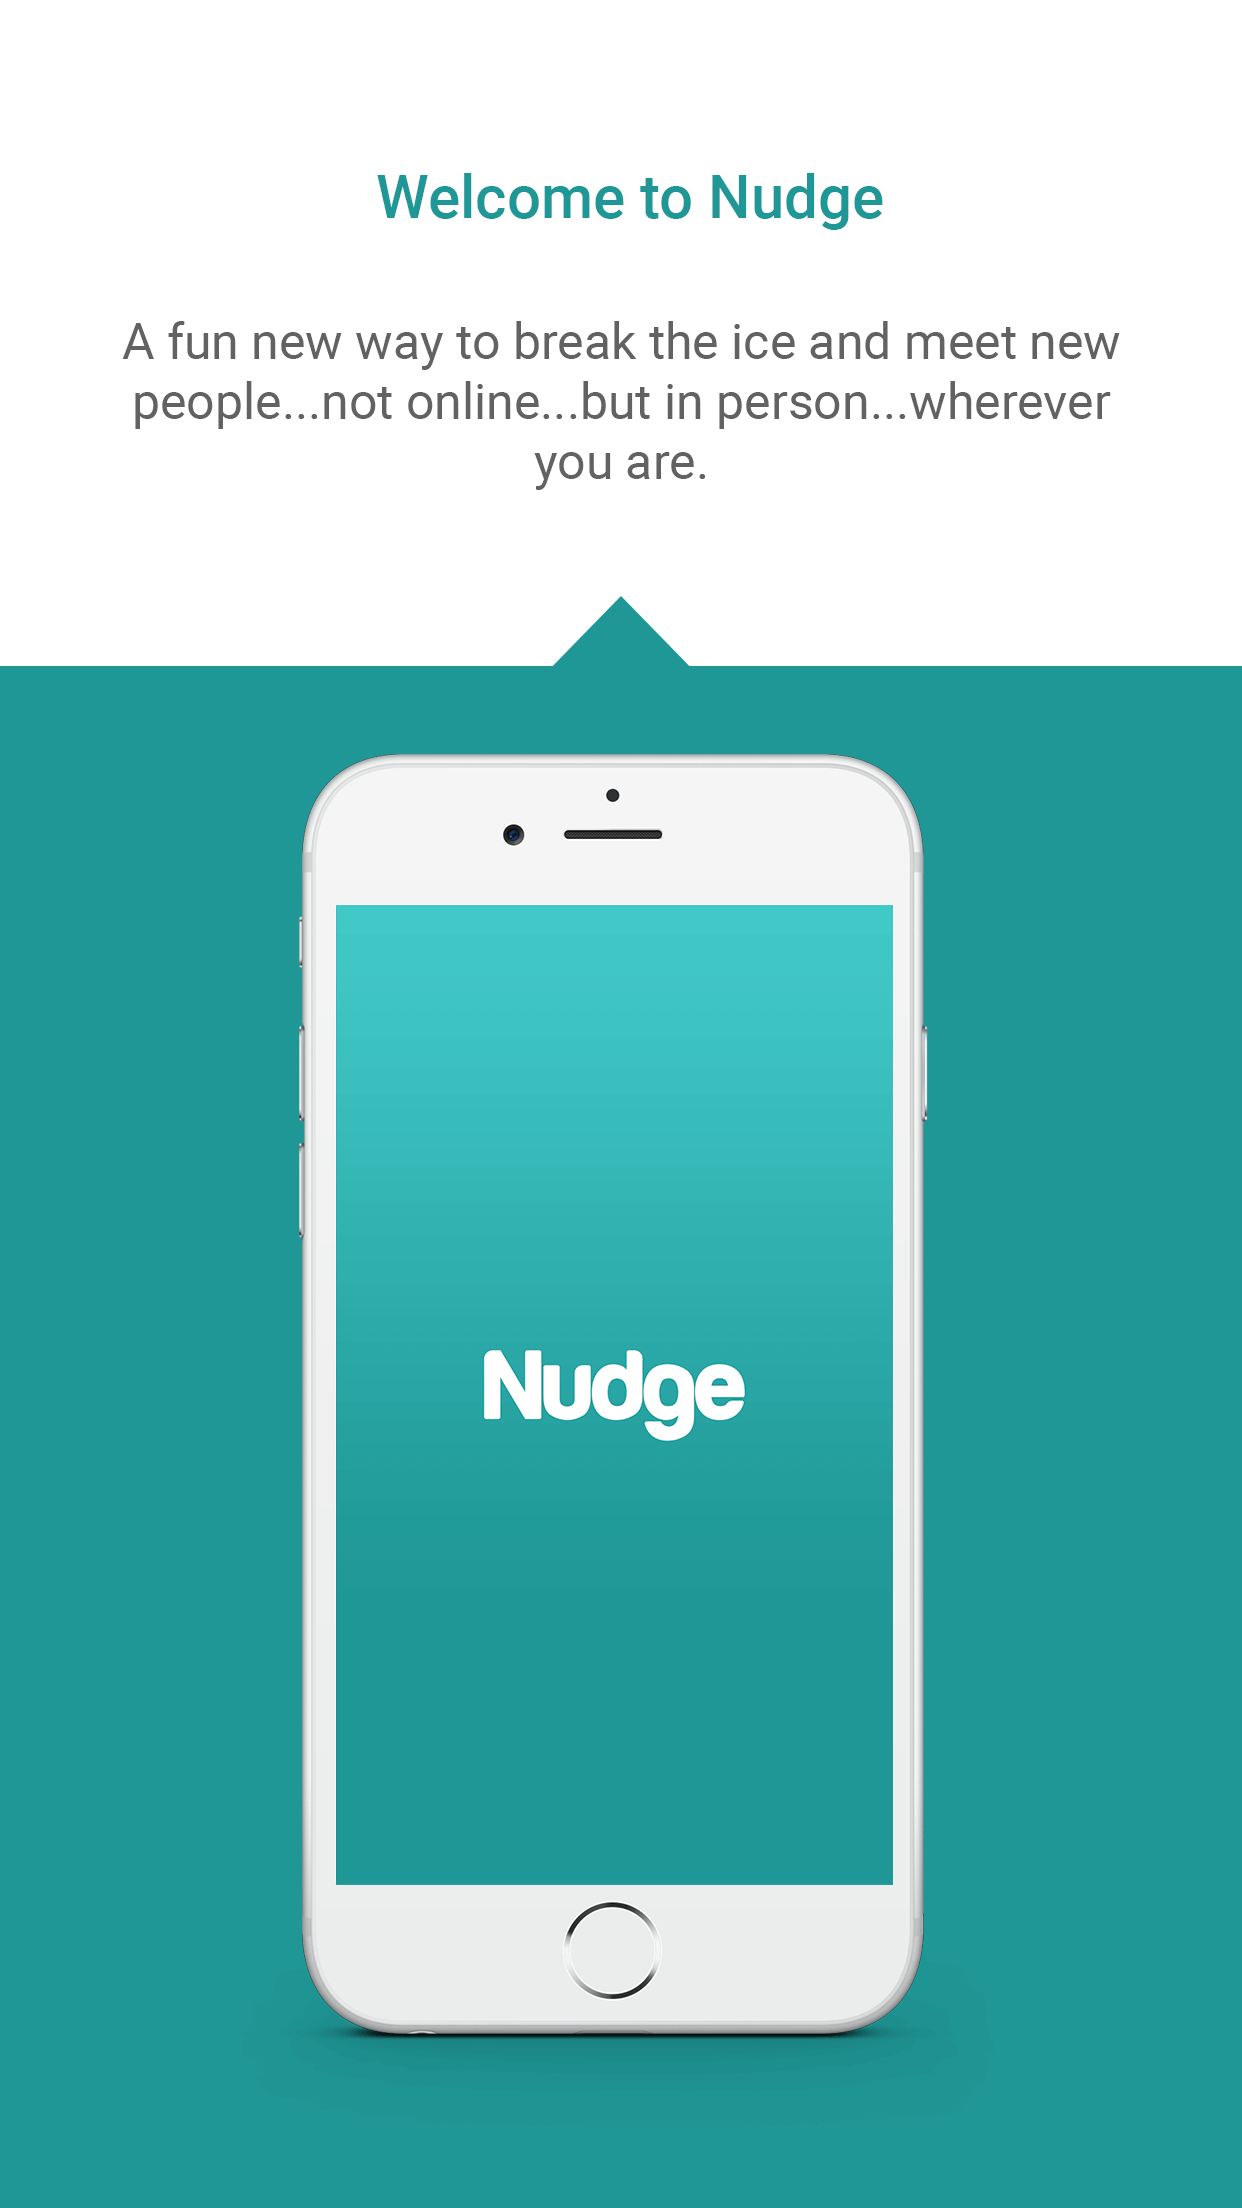 Welcome to Nudge
A fun new way to break the ice and meet new
people...not online...but in person...wherever
you are.
Nudge